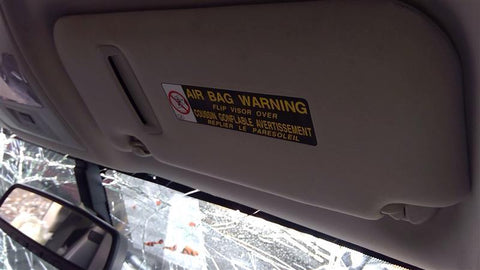 AIR BAG WARNING
FLIP VISOR OVER
COUSSIN GONFLABLE AVERTISSEMENT
REPLIER LE PARESOLEIL